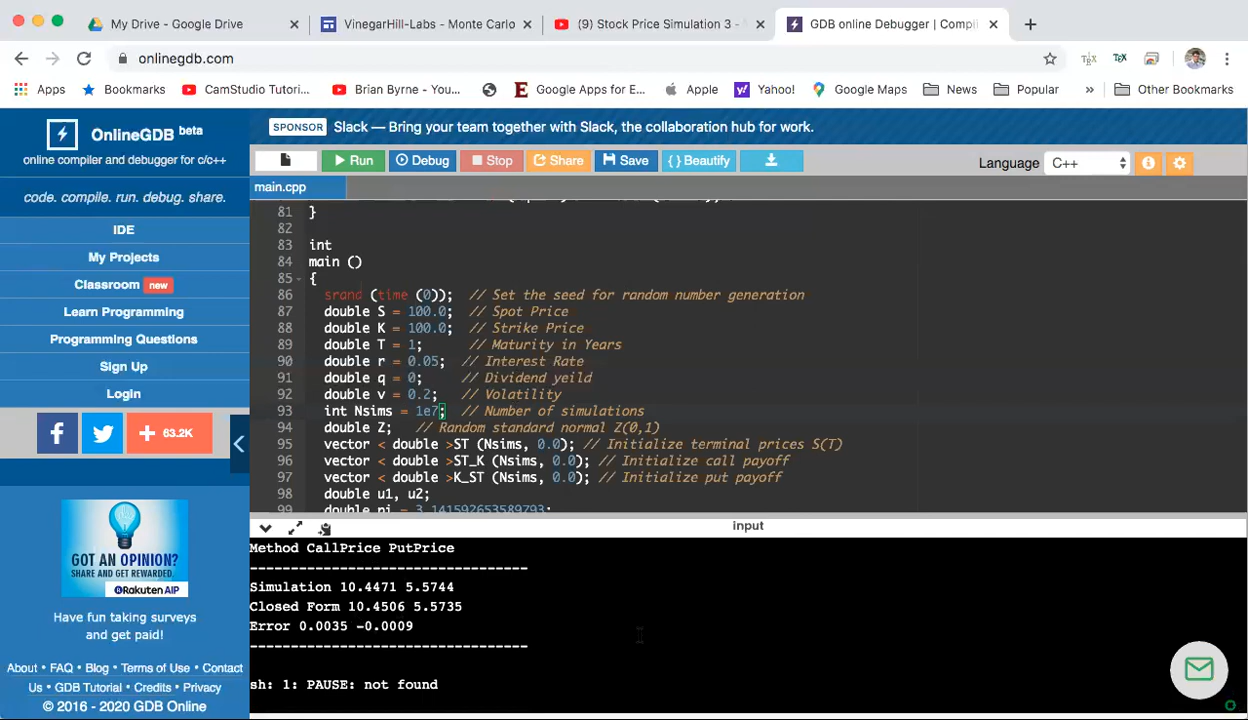 My Drive - Google Drive
VinegarHill-Labs - Monte Carlo
(9) Stock Price Simulation 3 -
GDB online Debugger | Compil
onlinegdb.com
Apps
Bookmarks
CamStudio Tutori...
Brian Byrne - You...
Google Apps for E...
Apple
Yahoo!
Google Maps
News
Popular
»
Other Bookmarks
OnlineGDB beta
online compiler and debugger for c/c++
code. compile. run. debug. share.
IDE
My Projects
Classroom new
Learn Programming
Programming Questions
Sign Up
Login
+ 63.2K
GOT AN OPINION?
SHARE AND GET REWARDED.
Rakuten AIP
Have fun taking surveys
and get paid!
About • FAQ • Blog • Terms of Use • Contact
Us • GDB Tutorial • Credits • Privacy
© 2016 - 2020 GDB Online
SPONSOR Slack — Bring your team together with Slack, the collaboration hub for work.
Run
Debug
Stop
Share
Save
{ } Beautify
Language C++
main.cpp
81 }
82
83 int
84 main ()
85 {
86 srand (time (0)); // Set the seed for random number generation
87 double S = 100.0; // Spot Price
88 double K = 100.0; // Strike Price
89 double T = 1; // Maturity in Years
90 double r = 0.05; // Interest Rate
91 double q = 0; // Dividend yeild
92 double v = 0.2; // Volatility
93 int Nsims = 1e7; // Number of simulations
94 double Z; // Random standard normal Z(0,1)
95 vector < double >ST (Nsims, 0.0); // Initialize terminal prices S(T)
96 vector < double >ST_K (Nsims, 0.0); // Initialize call payoff
97 vector < double >K_ST (Nsims, 0.0); // Initialize put payoff
98 double u1, u2;
99 double pi = 3.141592653589793;
input
Method CallPrice PutPrice
-----------------------------------
Simulation 10.4471 5.5744
Closed Form 10.4506 5.5735
Error 0.0035 -0.0009
-----------------------------------
sh: 1: PAUSE: not found